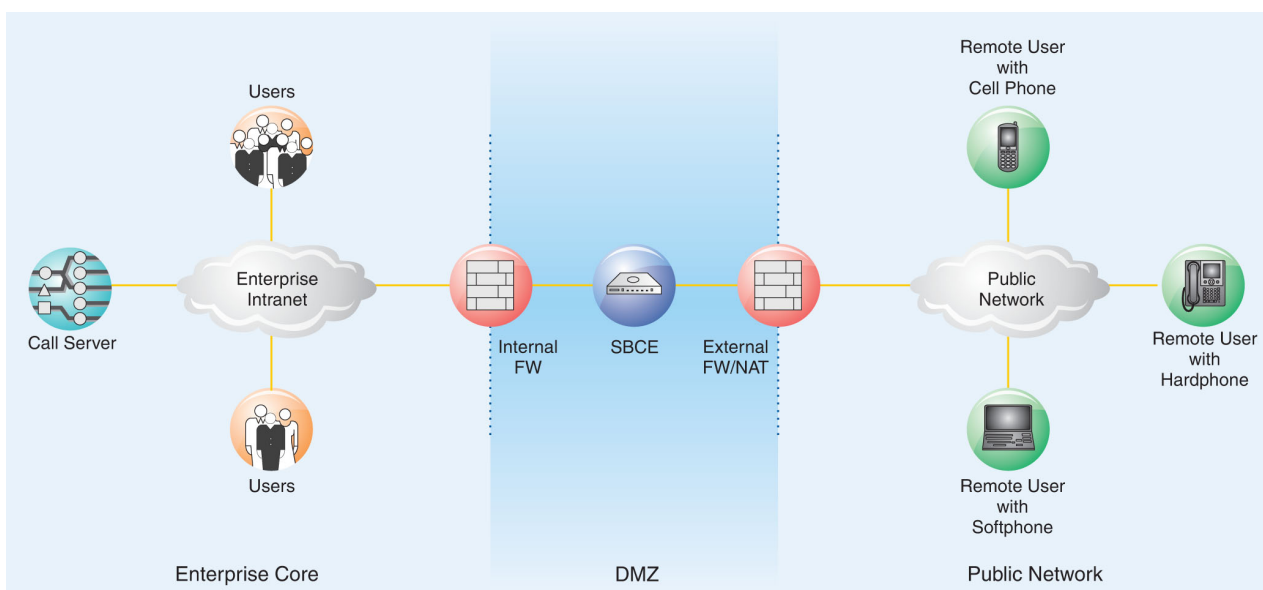 Users
Enterprise
Intranet
Call Server
Users
Enterprise Core
Internal
FW
SBCE
External
FW/NAT
DMZ
Remote User
with
Cell Phone
Public
Network
Remote User
with
Hardphone
Remote User
with
Softphone
Public Network